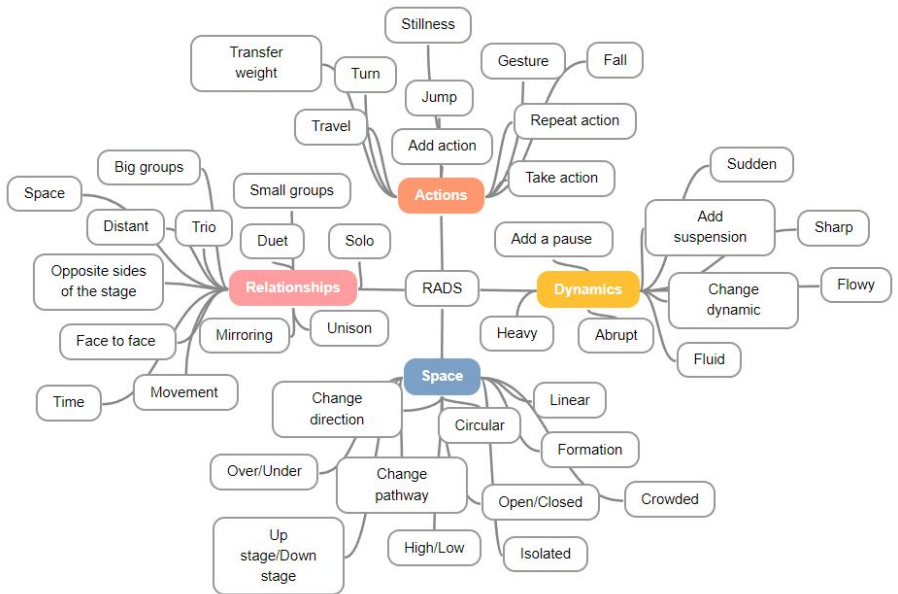 Stillness
Transfer
weight
Turn
Gesture
Fall
Jump
Travel
Repeat action
Add action
Take action
Actions
Big groups
Space
Small groups
Distant
Trio
Duet
Solo
Opposite sides
of the stage
Relationships
Face to face
Mirroring
Unison
Time
Movement
RADS
Sudden
Add
suspension
Sharp
Add a pause
Dynamics
Change
dynamic
Flowy
Heavy
Abrupt
Fluid
Space
Change
direction
Linear
Circular
Formation
Over/Under
Change
pathway
Open/Closed
Crowded
Up
stage/Down
stage
High/Low
Isolated